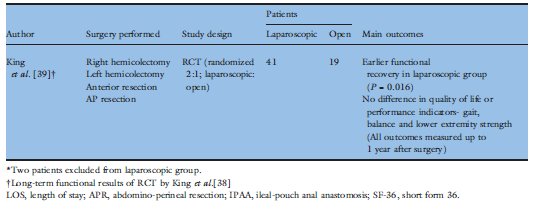 Patients
Author Surgery performed Study design Laparoscopic Open Main outcomes
King Right hemicolectomy RCT (randomized 41 19 Earlier functional
et al. [39]† Left hemicolectomy 2:1; laparoscopic: recovery in laparoscopic group
Anterior resection open) (P = 0.016)
AP resection No difference in quality of life or
performance indicators- gait,
balance and lower extremity strength
(All outcomes measured up to
1 year after surgery)
*Two patients excluded from laparoscopic group.
†Long-term functional results of RCT by King et al.[38]
LOS, length of stay; APR, abdomino-perineal resection; IPAA, ileal-pouch anal anastomosis; SF-36, short form 36.